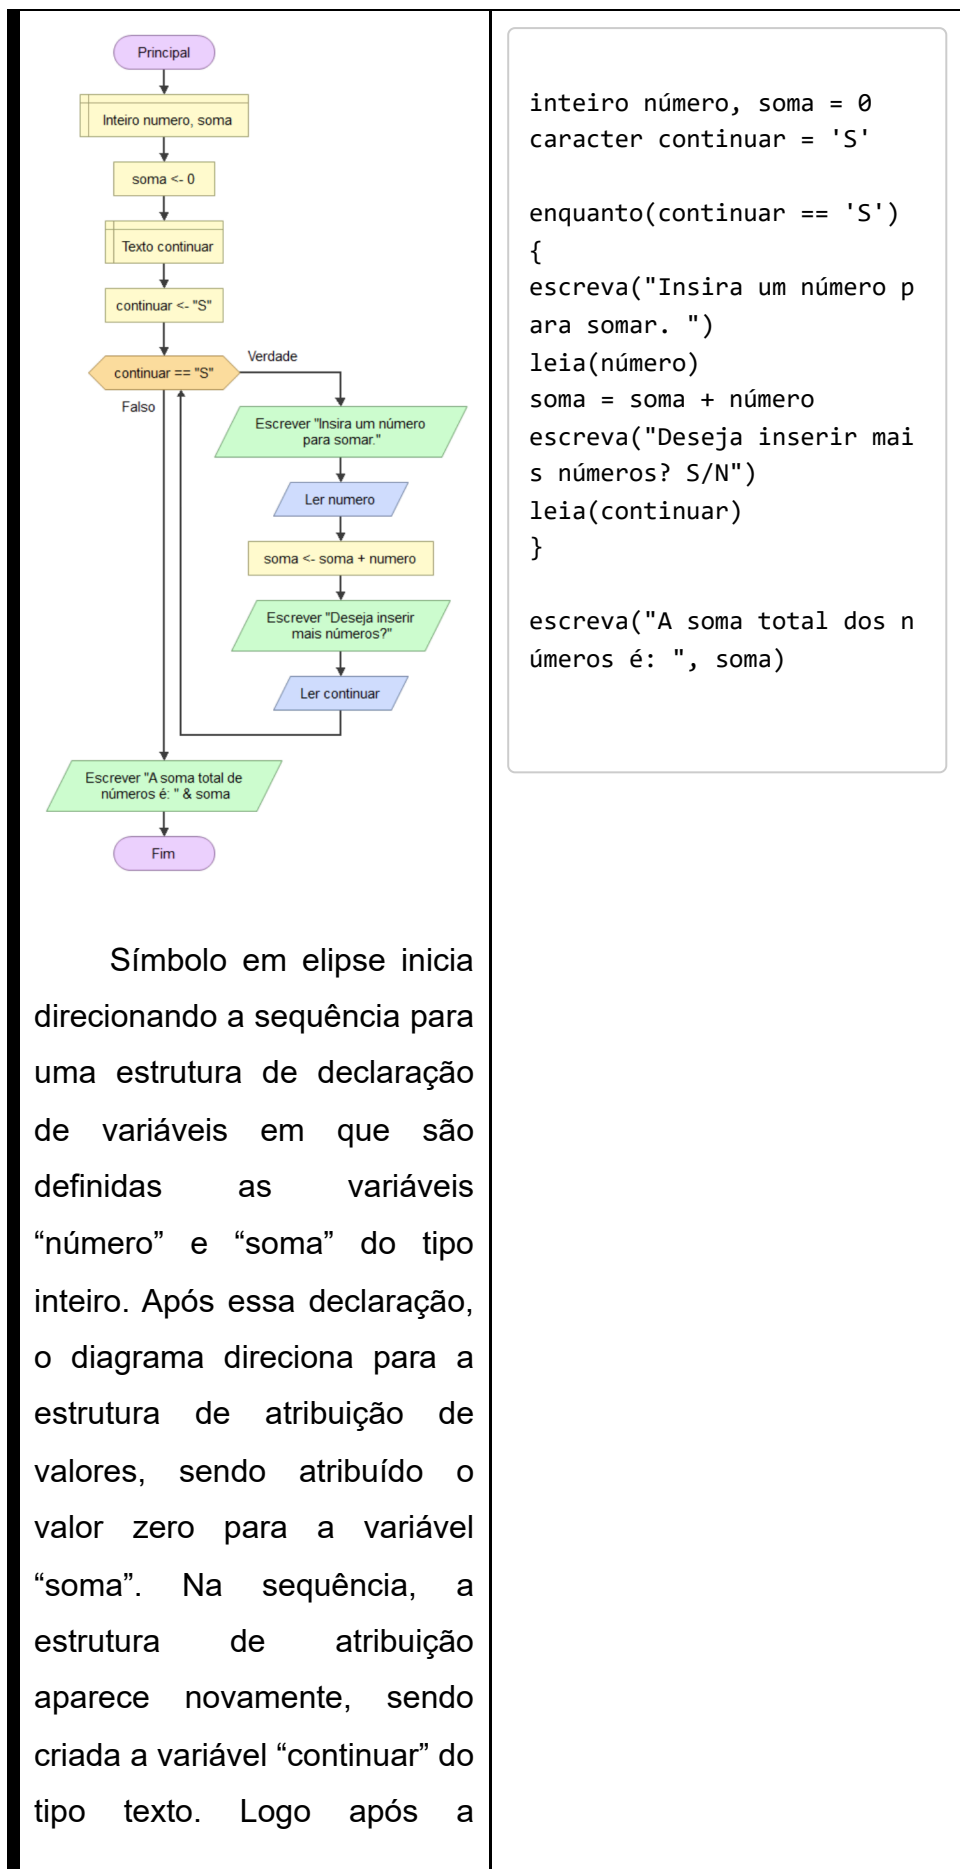 Principal
Inteiro numero, soma
soma <- 0
Texto continuar
continuar <- "S"
continuar == "S"
Verdade
Falso
Escrever "Insira um número
para somar."
Ler numero
soma <- soma + numero
Escrever "Deseja inserir
mais números?"
Ler continuar
Escrever "A soma total de
números é: " & soma
Fim
Símbolo em elipse inicia
direcionando a sequência para
uma estrutura de declaração
de variáveis em que são
definidas as variáveis
“número” e “soma” do tipo
inteiro. Após essa declaração,
o diagrama direciona para a
estrutura de atribuição de
valores, sendo atribuído o
valor zero para a variável
“soma”. Na sequência, a
estrutura de atribuição
aparece novamente, sendo
criada a variável “continuar” do
tipo texto. Logo após a
inteiro número, soma = 0
caracter continuar = 'S'
enquanto(continuar == 'S')
{
escreva("Insira um número p
ara somar. ")
leia(número)
soma = soma + número
escreva("Deseja inserir mai
s números? S/N")
leia(continuar)
}
escreva("A soma total dos n
úmeros é: ", soma)